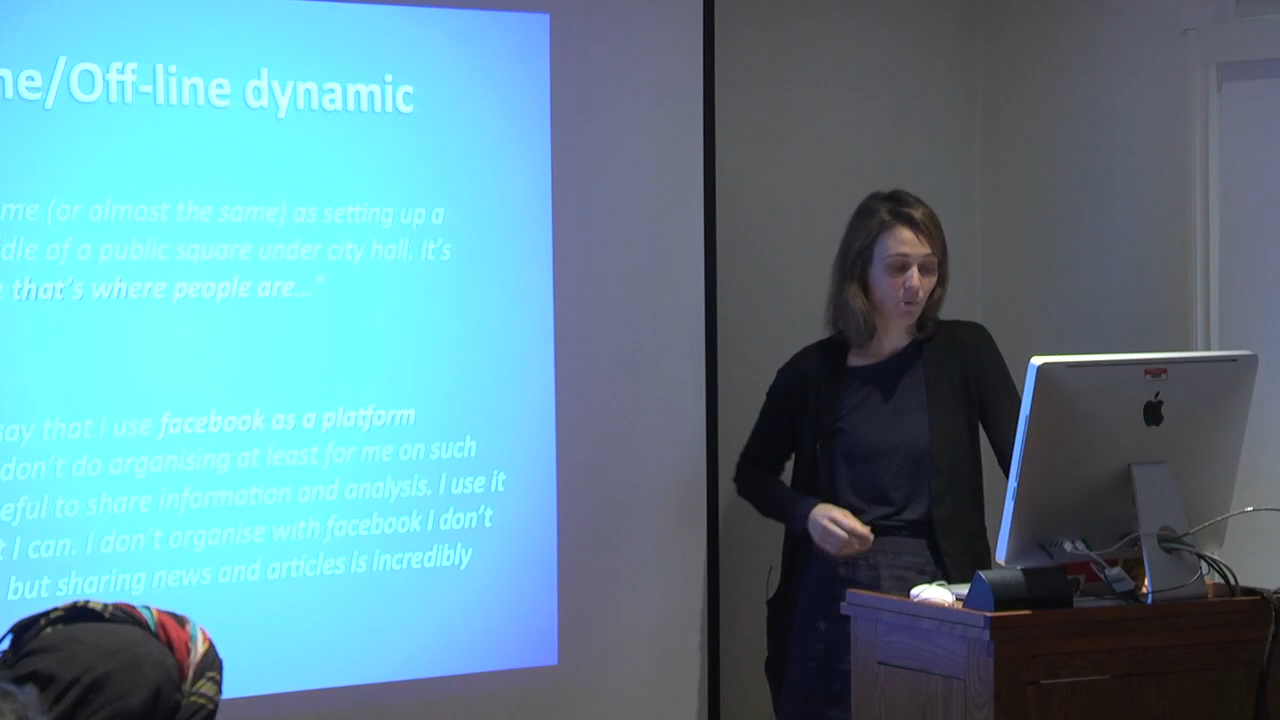 ne/Off-line dynamic
me (or almost the same) as setting up a
dle of a public square under city hall. It's
that's where people are..."
say that I use facebook as a platform
don't do organising at least for me on such
eful to share information and analysis. I use it
t I can. I don't organise with facebook I don't
but sharing news and articles is incredibly